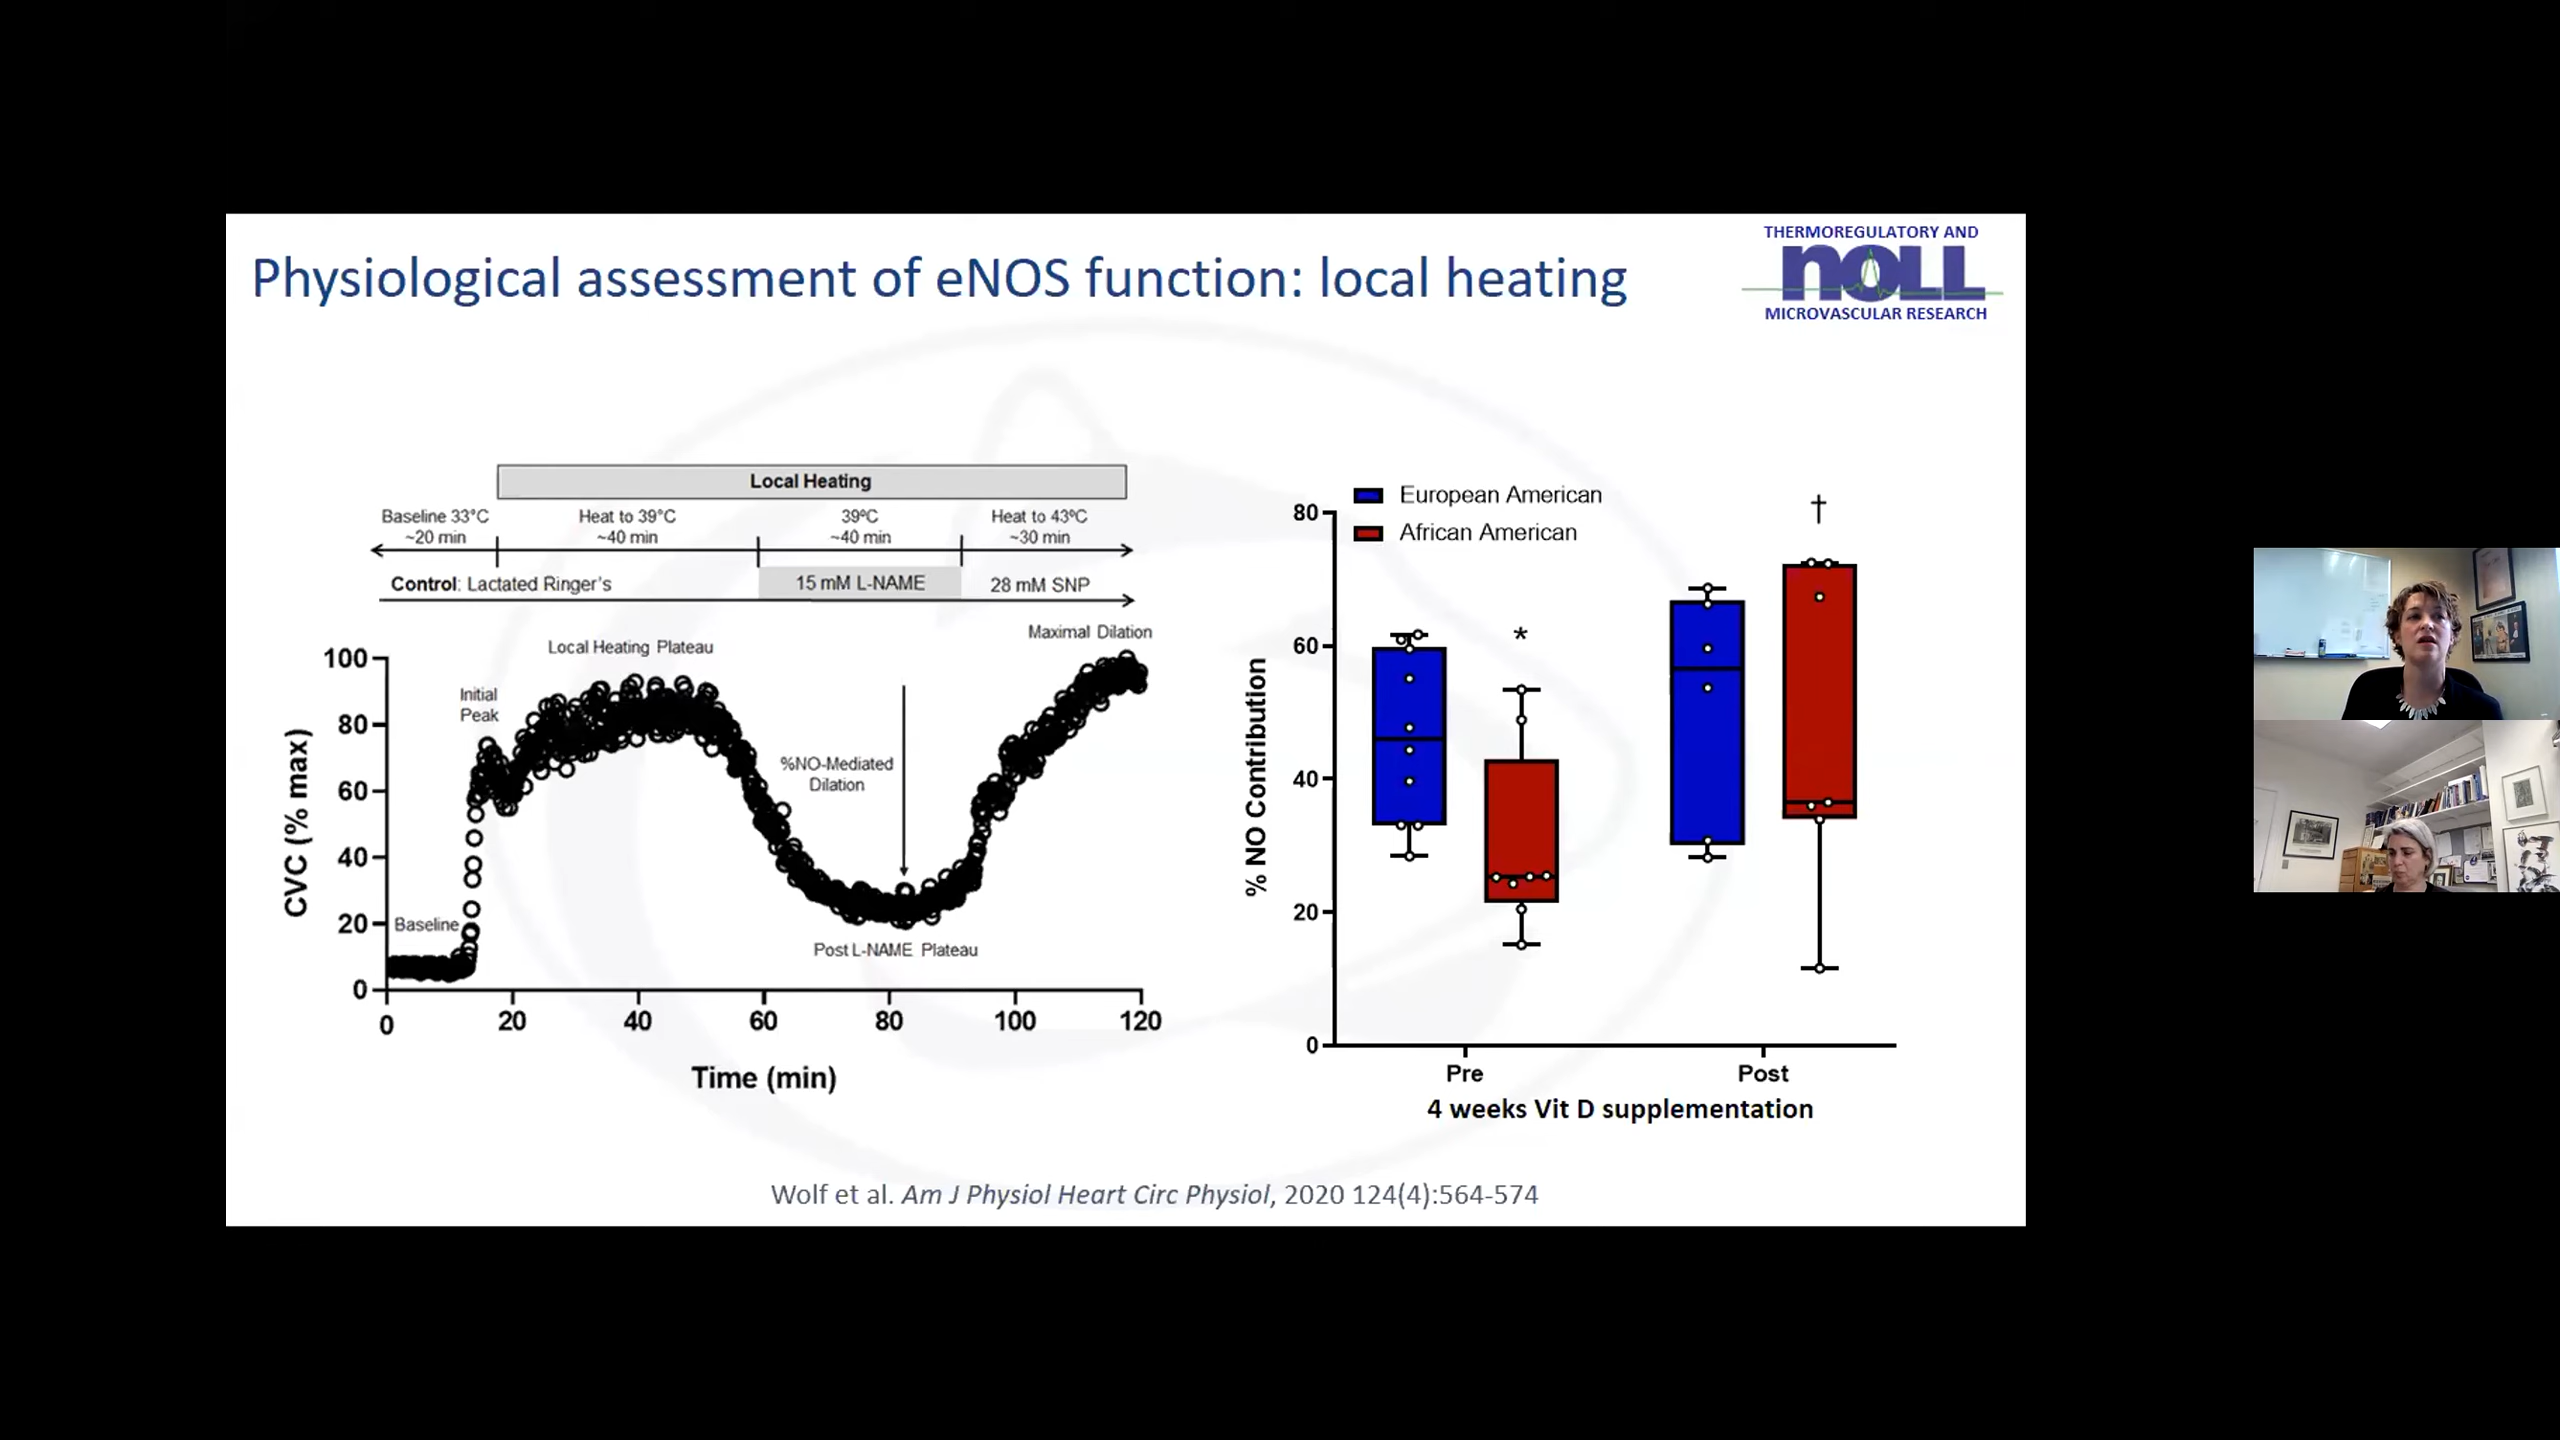 Physiological assessment of eNOS function: local heating
THERMOREGULATORY AND
noLL
MICROVASCULAR RESEARCH
Local Heating
Baseline 33°C
~20 min
Heat to 39°C
~40 min
39ºC
~40 min
Heat to 43ºC
~30 min
Control: Lactated Ringer's
15 mM L-NAME
28 mM SNP
Maximal Dilation
Local Heating Plateau
Initial
Peak
%NO-Mediated
Dilation
Baseline
Post L-NAME Plateau
CVC (% max)
100
80
60
40
20
0
0
20
40
60
80
100
120
Time (min)
European American
African American
†
*
% NO Contribution
80
60
40
20
0
Pre
Post
4 weeks Vit D supplementation
Wolf et al. Am J Physiol Heart Circ Physiol, 2020 124(4):564-574